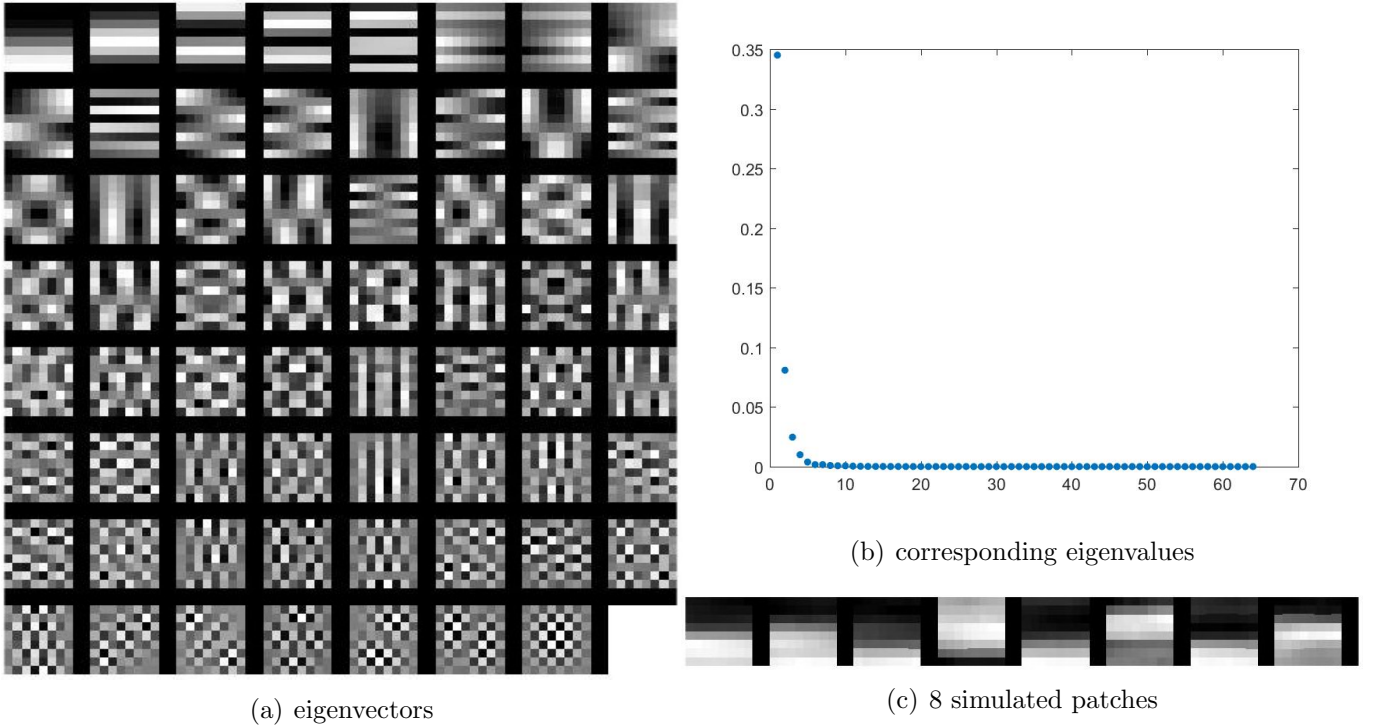 0.35
0.3
0.25
0.2
0.15
0.1
0.05
0
0 10 20 30 40 50 60 70
(b) corresponding eigenvalues
(a) eigenvectors
(c) 8 simulated patches